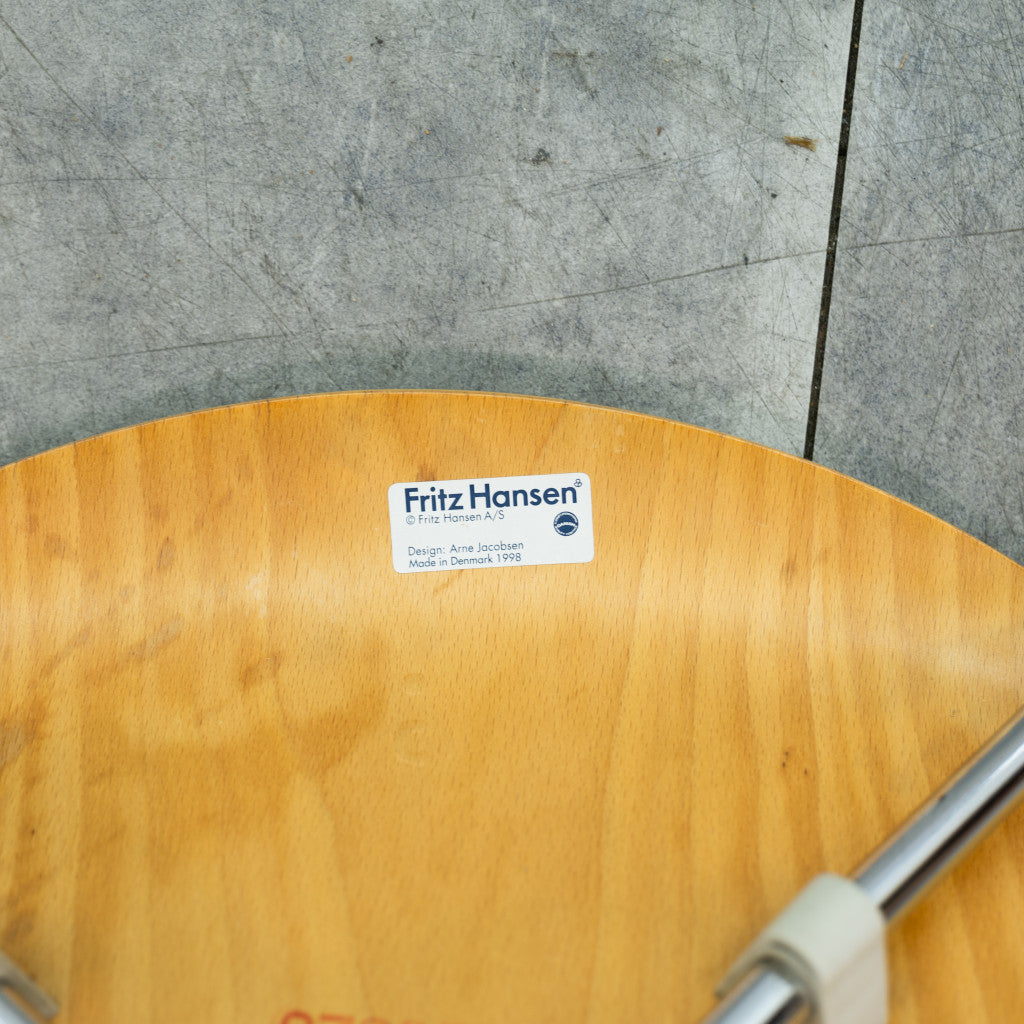 Fritz Hansen
© Fritz Hansen A/S
Design: Arne Jacobsen
Made in Denmark 1998